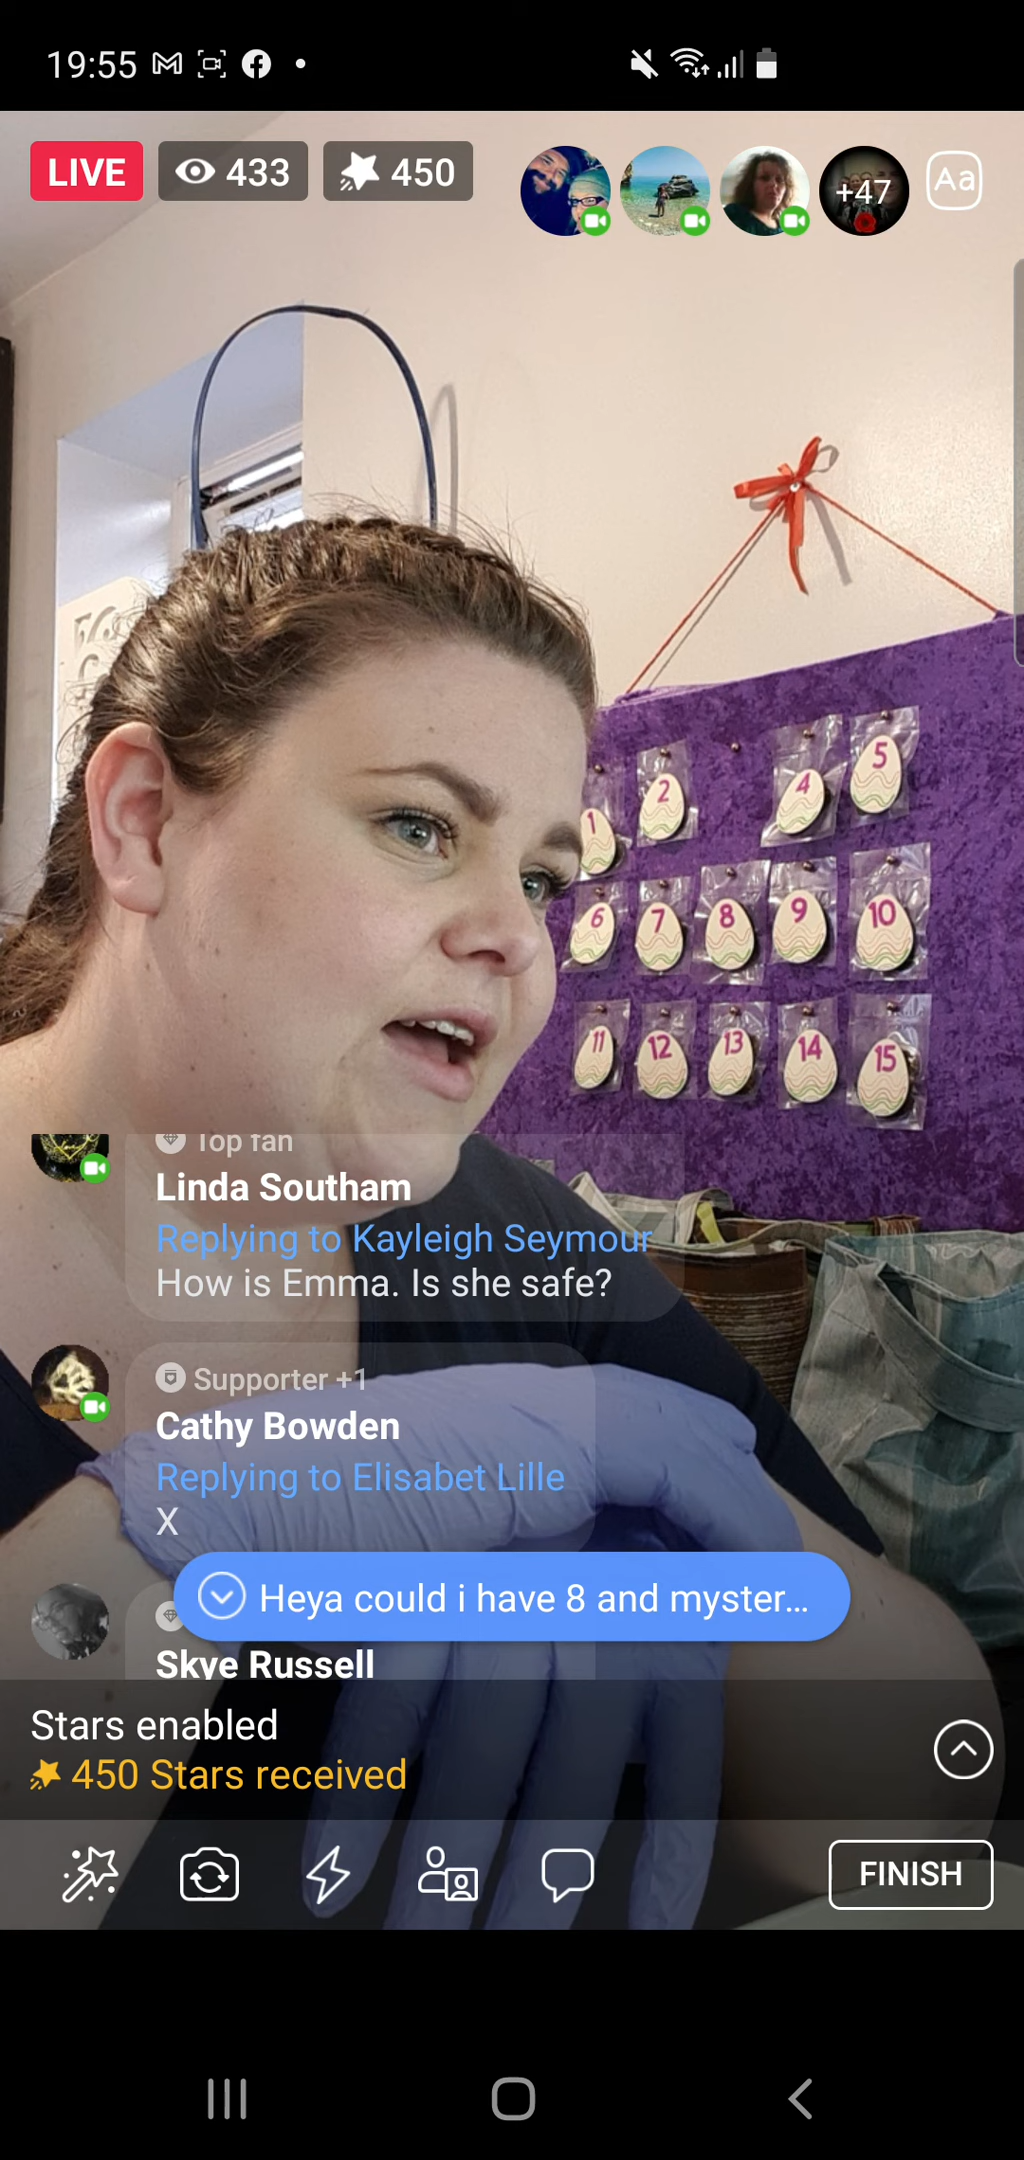 19:55
LIVE
433
450
+47
Aa
1
2
4
5
6
7
8
9
10
11
12
13
14
15
Top fan
Linda Southam
Replying to Kayleigh Seymour
How is Emma. Is she safe?
Supporter +1
Cathy Bowden
Replying to Elisabet Lille
X
Heya could i have 8 and myster...
Skye Russell
Stars enabled
450 Stars received
FINISH